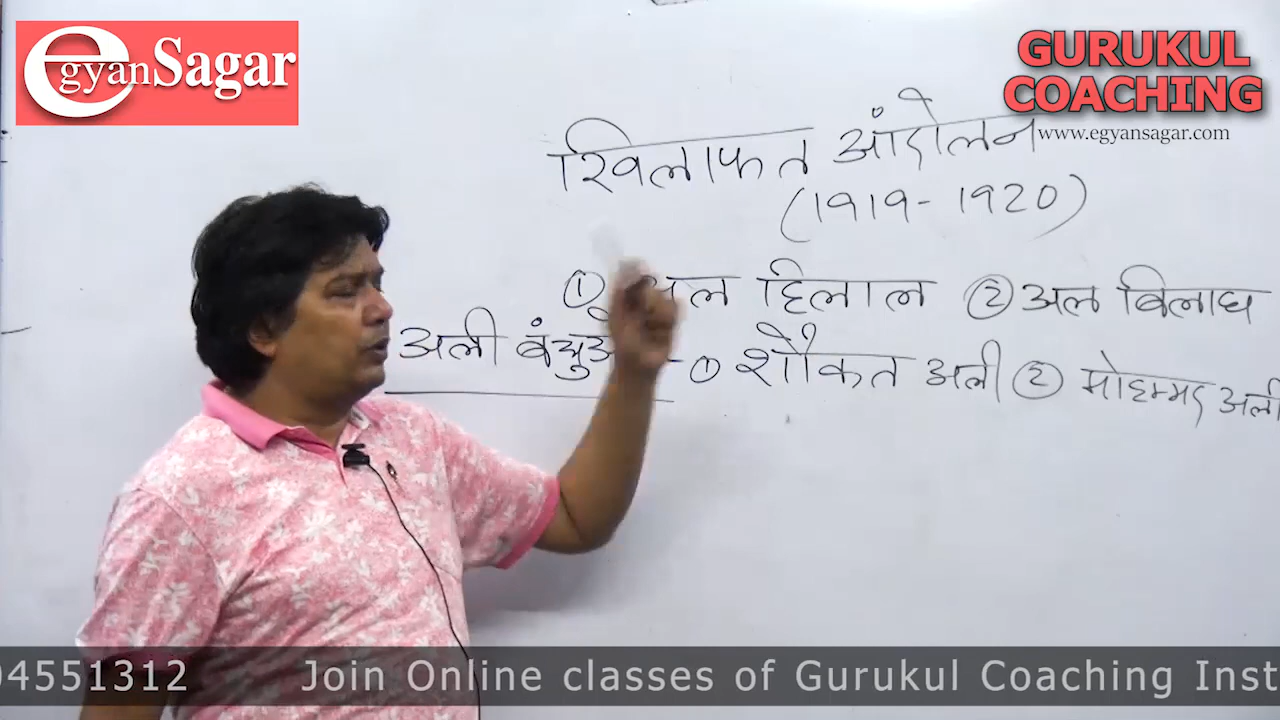 egyanSagar
GURUKUL
COACHING
www.egyansagar.com
खिलाफत आंदोलन
(1919-1920)
① अल हिलाल ② अल बिलाघ
अली बंधुओ - ① शौकत अली ② मोहम्मद अली
04551312 Join Online classes of Gurukul Coaching Inst